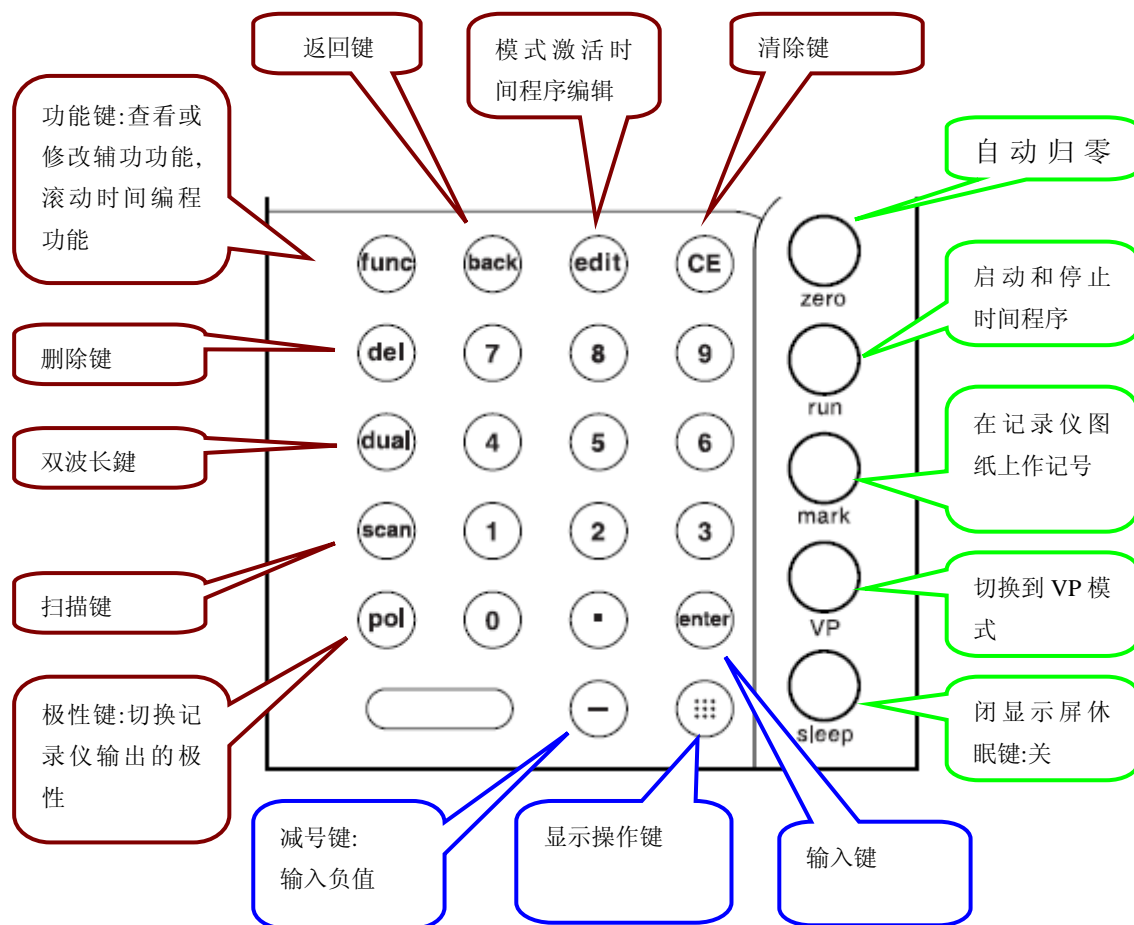 返回键
模式激活时
间程序编辑
清除键
功能键:查看或
修改辅功功能,
滚动时间编程
功能
自动归零
func
back
edit
CE
zero
启动和停止
时间程序
删除键
del
7
8
9
run
双波长鍵
dual
4
5
6
在记录仪图
纸上作记号
mark
扫描键
scan
1
2
3
切换到 VP 模
式
pol
0
.
enter
VP
极性键:切换记
录仪输出的极
性
−
sleep
闭显示屏休
眠键:关
减号键:
输入负值
显示操作键
输入键